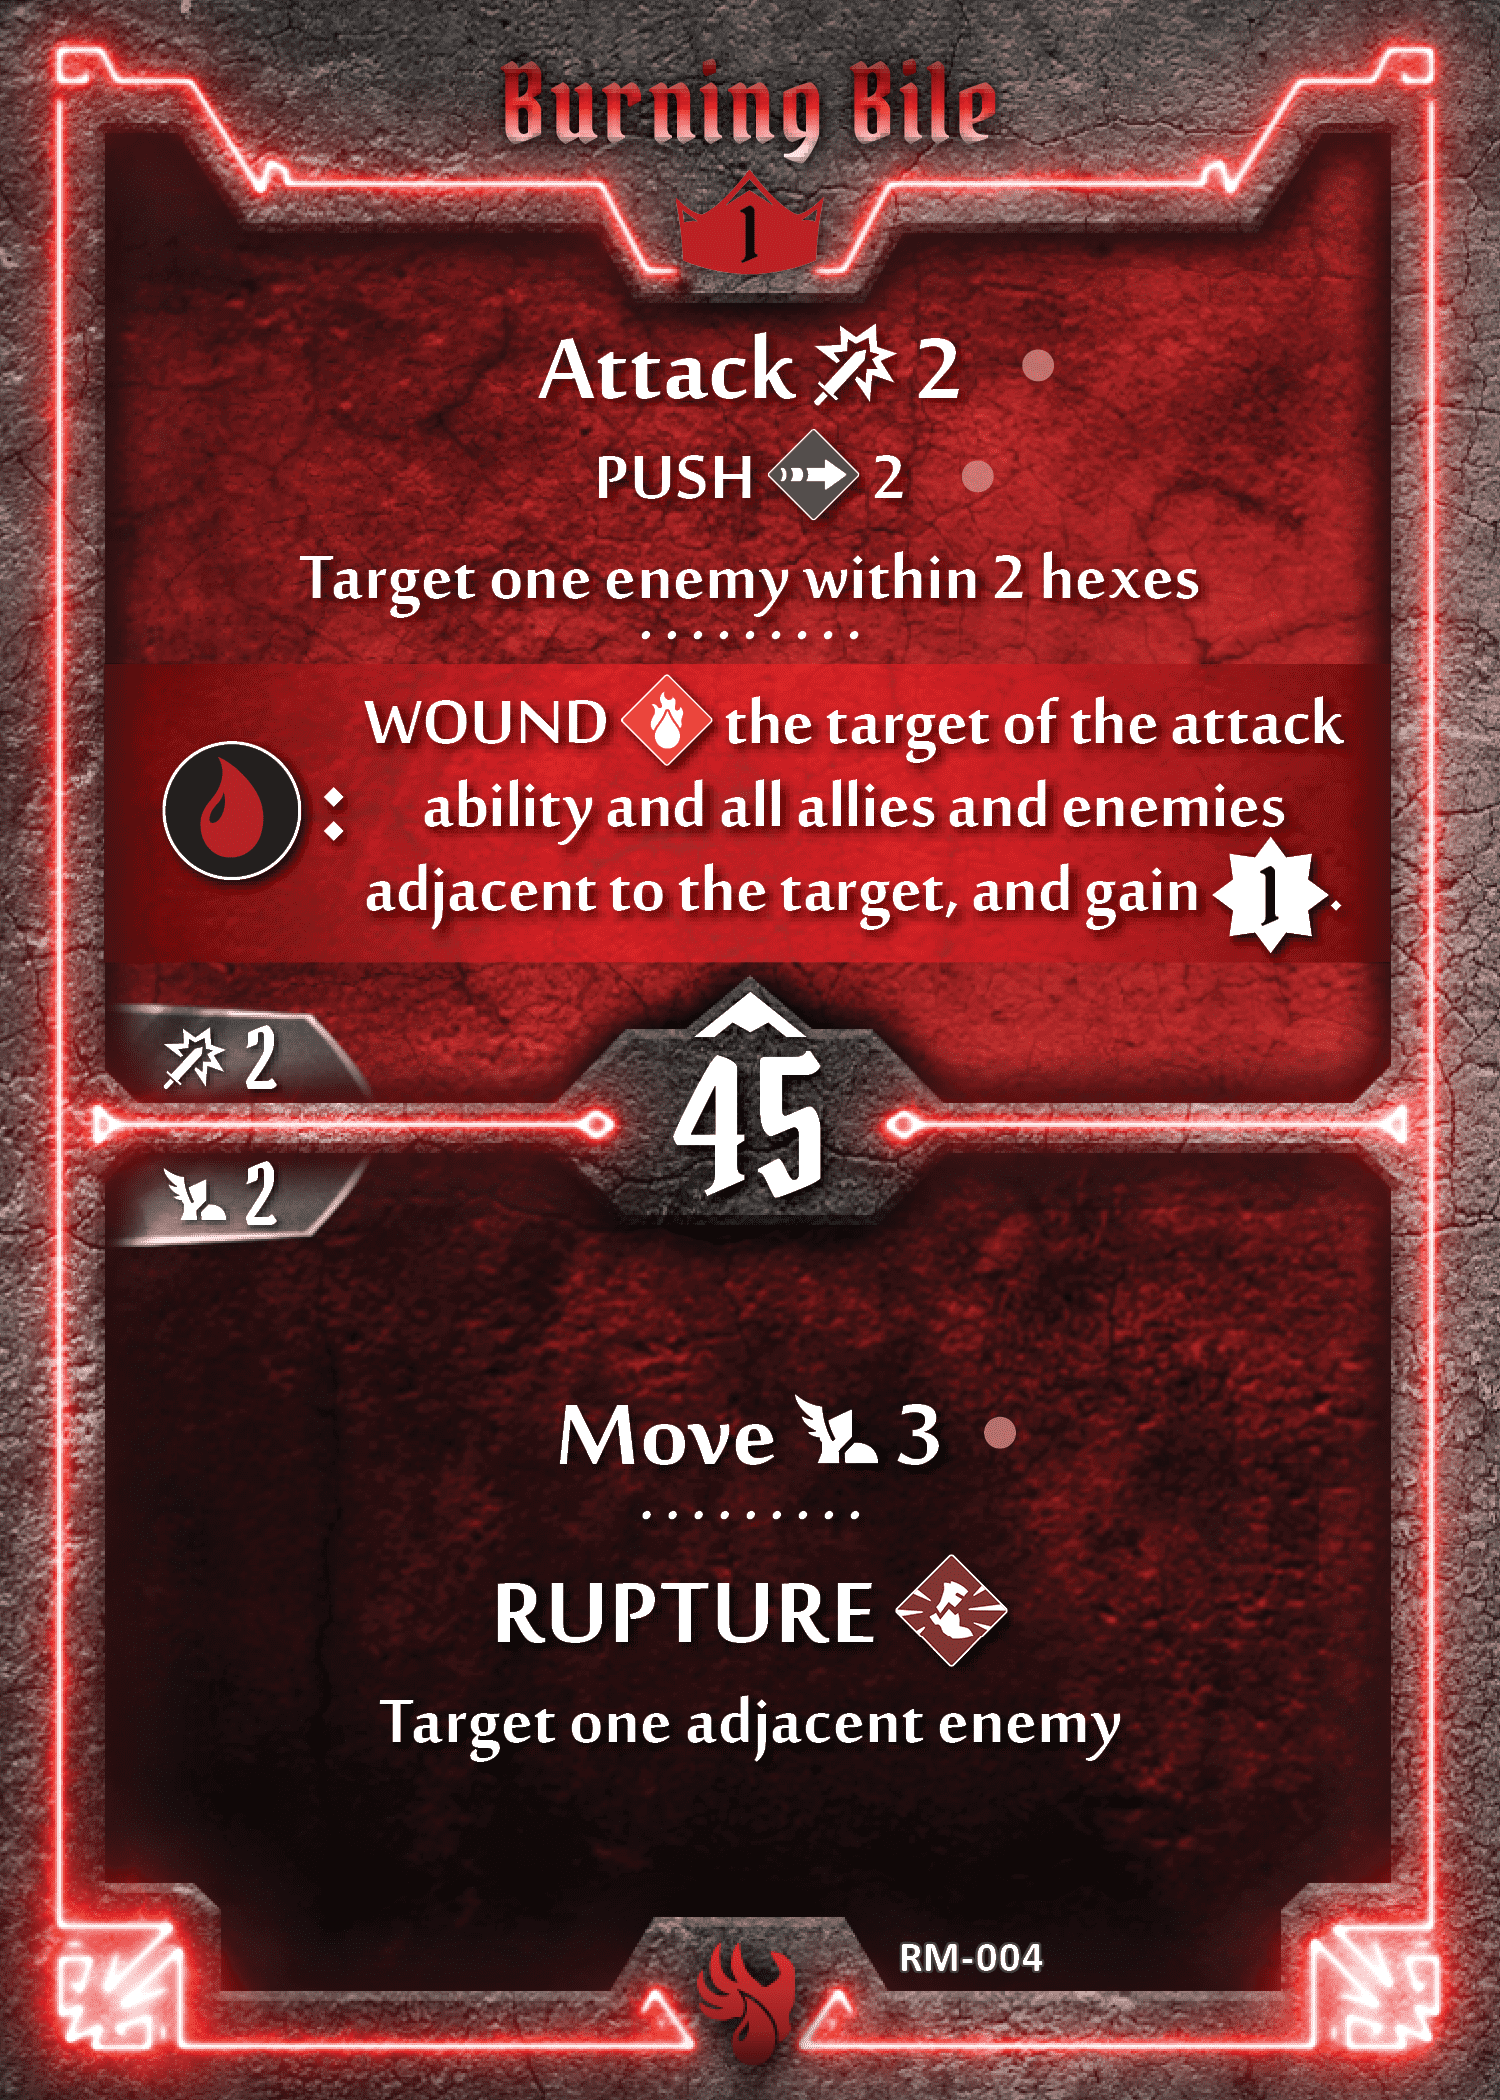 Burning Bile
1
Attack 2
PUSH 2
Target one enemy within 2 hexes
WOUND the target of the attack
: ability and all allies and enemies
adjacent to the target, and gain 1.
2
45
2
Move 3
RUPTURE
Target one adjacent enemy
RM-004